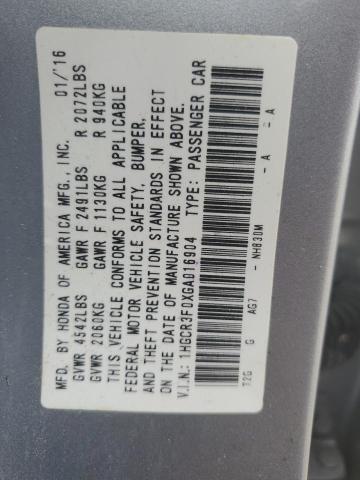 MFD. BY HONDA OF AMERICA MFG., INC. 01/'16
GVWR 4542LBS GAWR F 2491LBS R 2072LBS
GVWR 2060KG GAWR F 1130KG R 940KG
THIS VEHICLE CONFORMS TO ALL APPLICABLE
FEDERAL MOTOR VEHICLE SAFETY, BUMPER,
AND THEFT PREVENTION STANDARDS IN EFFECT
ON THE DATE OF MANUFACTURE SHOWN ABOVE.
V.I.N.: 1HGCR3F0XGA016904 TYPE: PASSENGER CAR
AG7 - NH830M - A - A
T2G G